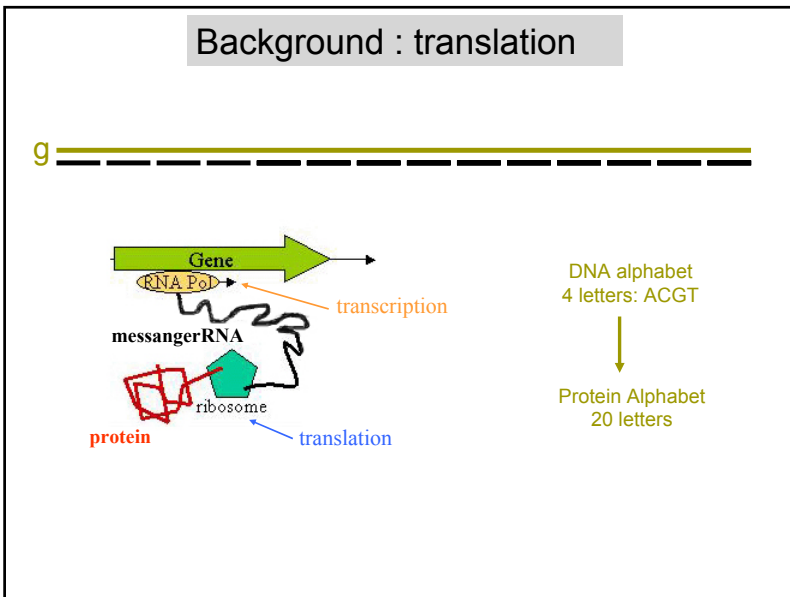 Background : translation
g
Gene
RNA Pol
transcription
messangerRNA
ribosome
protein
translation
DNA alphabet
4 letters: ACGT
Protein Alphabet
20 letters